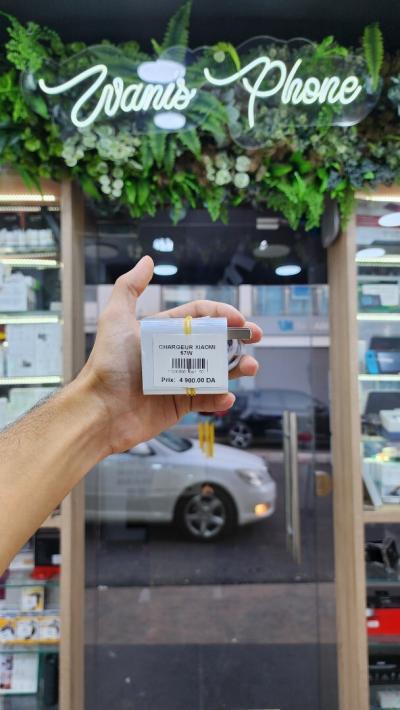 Wanis Phone
CHARGEUR XIAOMI
67W
Prix: 4 900.00 DA